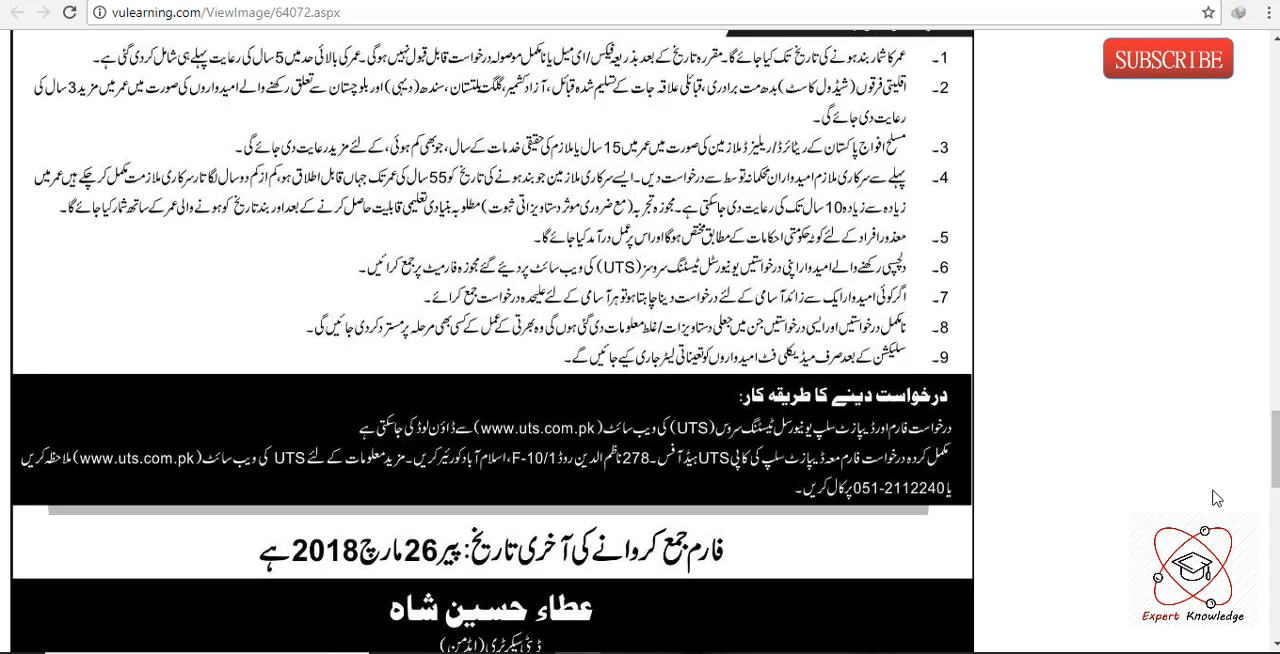 vulearning.com/ViewImage/64072.aspx
SUBSCRIBE
1۔ عمر کا شمار بند ہونے کی تاریخ تک کیا جائے گا۔ مقررہ تاریخ کے بعد بذریعہ فیکس/ای میل یا نامکمل موصولہ درخواست قابل قبول نہیں ہوگی۔ عمر کی بالائی حد میں 5 سال کی رعایت پہلے ہی شامل کر دی گئی ہے۔
2۔ اقلیتی فرقوں (شیڈول کاسٹ) بدھ مت برادری، قبائلی علاقہ جات کے تسلیم شدہ قبائل، آزاد کشمیر، گلگت بلتستان، سندھ (دیہی) اور بلوچستان سے تعلق رکھنے والے امیدواروں کی صورت میں عمر میں مزید 3 سال کی
رعایت دی جائے گی۔
3۔ مسلح افواج پاکستان کے ریٹائرڈ/ریلیزڈ ملازمین کی صورت میں عمر میں 15 سال یا ملازم کی حقیقی خدمات کے سال، جو بھی کم ہوئی، کے لئے مزید رعایت دی جائے گی۔
4۔ پہلے سے سرکاری ملازم امیدواران محکمانہ توسط سے درخواست دیں۔ ایسے سرکاری ملازمین جو بند ہونے کی تاریخ کو 55 سال کی عمر تک جہاں قابل اطلاق ہو، کم از کم دو سال لگا تار سرکاری ملازمت مکمل کر چکے ہیں عمر میں
زیادہ سے زیادہ 10 سال تک کی رعایت دی جا سکتی ہے۔ مجوزہ تجربہ (مع ضروری موثر دستاویزاتی ثبوت) مطلوبہ بنیادی تعلیمی قابلیت حاصل کرنے کے بعد اور بند تاریخ کو ہونے والی عمر کے ساتھ شمار کیا جائے گا۔
5۔ معذور افراد کے لئے کوٹہ حکومتی احکامات کے مطابق مختص ہوگا اور اس پر عمل درآمد کیا جائے گا۔
6۔ دلچسپی رکھنے والے امیدوار اپنی درخواستیں یونیورسٹل ٹیسٹنگ سروسز (UTS) کی ویب سائٹ پر دیئے گئے مجوزہ فارمیٹ پر جمع کرائیں۔
7۔ اگر کوئی امیدوار ایک سے زائد آسامی کے لئے درخواست دینا چاہتا ہو تو ہر آسامی کے لئے علیحدہ درخواست جمع کرائے۔
8۔ نامکمل درخواستیں اور ایسی درخواستیں جن میں جعلی دستاویزات/غلط معلومات دی گئی ہوں گی وہ بھرتی کے عمل کے کسی بھی مرحلہ پر مسترد کر دی جائیں گی۔
9۔ سلیکشن کے بعد صرف میڈیکلی فٹ امیدواروں کو تعیناتی لیٹر جاری کیے جائیں گے۔
درخواست دینے کا طریقہ کار:
درخواست فارم اور ڈیپازٹ سلپ یونیورسل ٹیسٹنگ سروس (UTS) کی ویب سائٹ (www.uts.com.pk) سے ڈاؤن لوڈ کی جا سکتی ہے
مکمل کردہ درخواست فارم معہ ڈیپازٹ سلپ کی کاپی UTS ہیڈ آفس۔ 278 ناظم الدین روڈ F-10/1، اسلام آباد کورئیر کریں۔ مزید معلومات کے لئے UTS کی ویب سائٹ (www.uts.com.pk) ملاحظہ کریں
یا 051-2112240 پر کال کریں۔
فارم جمع کروانے کی آخری تاریخ: پیر 26 مارچ 2018 ہے
عطاء حسین شاہ
ڈپٹی سیکرٹری (ایڈمن)
Expert Knowledge